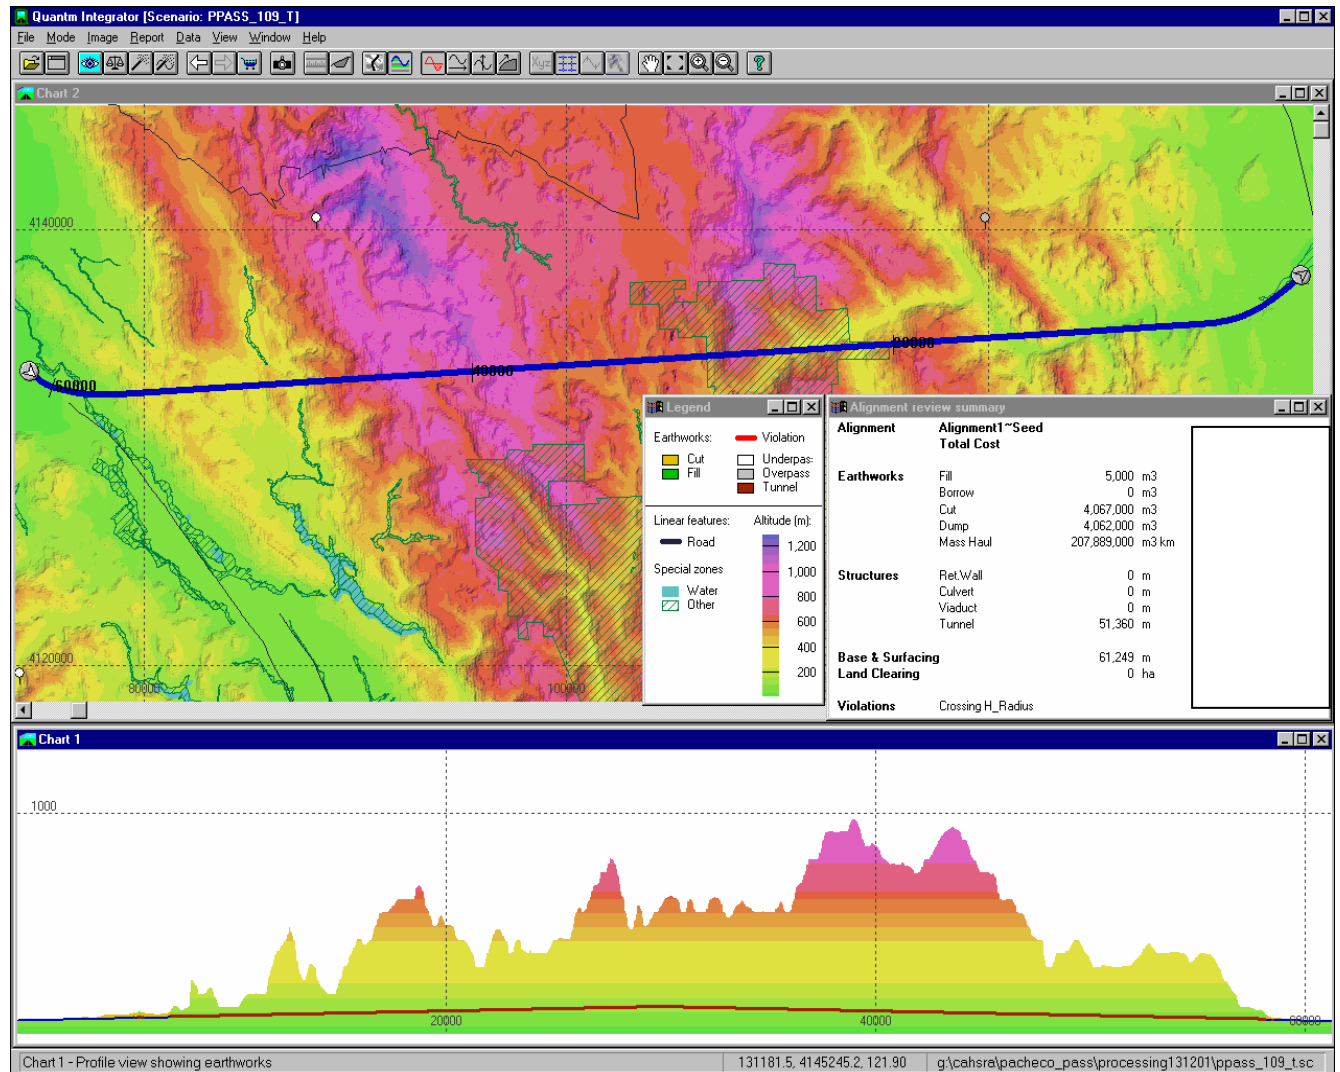 Quantm Integrator [Scenario: PPASS_109_T]
File Mode Image Report Data View Window Help
Xyz
Chart 2
4140000
60000
40000
20000
4120000
80000
100000
Legend
Earthworks:
Violation
Cut
Fill
Underpas:
Overpass
Tunnel
Linear features:
Road
Special zones
Water
Other
Altitude (m):
1,200
1,000
800
600
400
200
Alignment review summary
Alignment Alignment1~Seed
Total Cost
Earthworks Fill 5,000 m3
Borrow 0 m3
Cut 4,067,000 m3
Dump 4,062,000 m3
Mass Haul 207,889,000 m3 km
Structures Ret.Wall 0 m
Culvert 0 m
Viaduct 0 m
Tunnel 51,360 m
Base & Surfacing 61,249 m
Land Clearing 0 ha
Violations Crossing H_Radius
Chart 1
1000
20000
40000
60000
Chart 1 - Profile view showing earthworks
131181.5, 4145245.2, 121.90
g:\cahsra\pacheco_pass\processing131201\ppass_109_t.sc